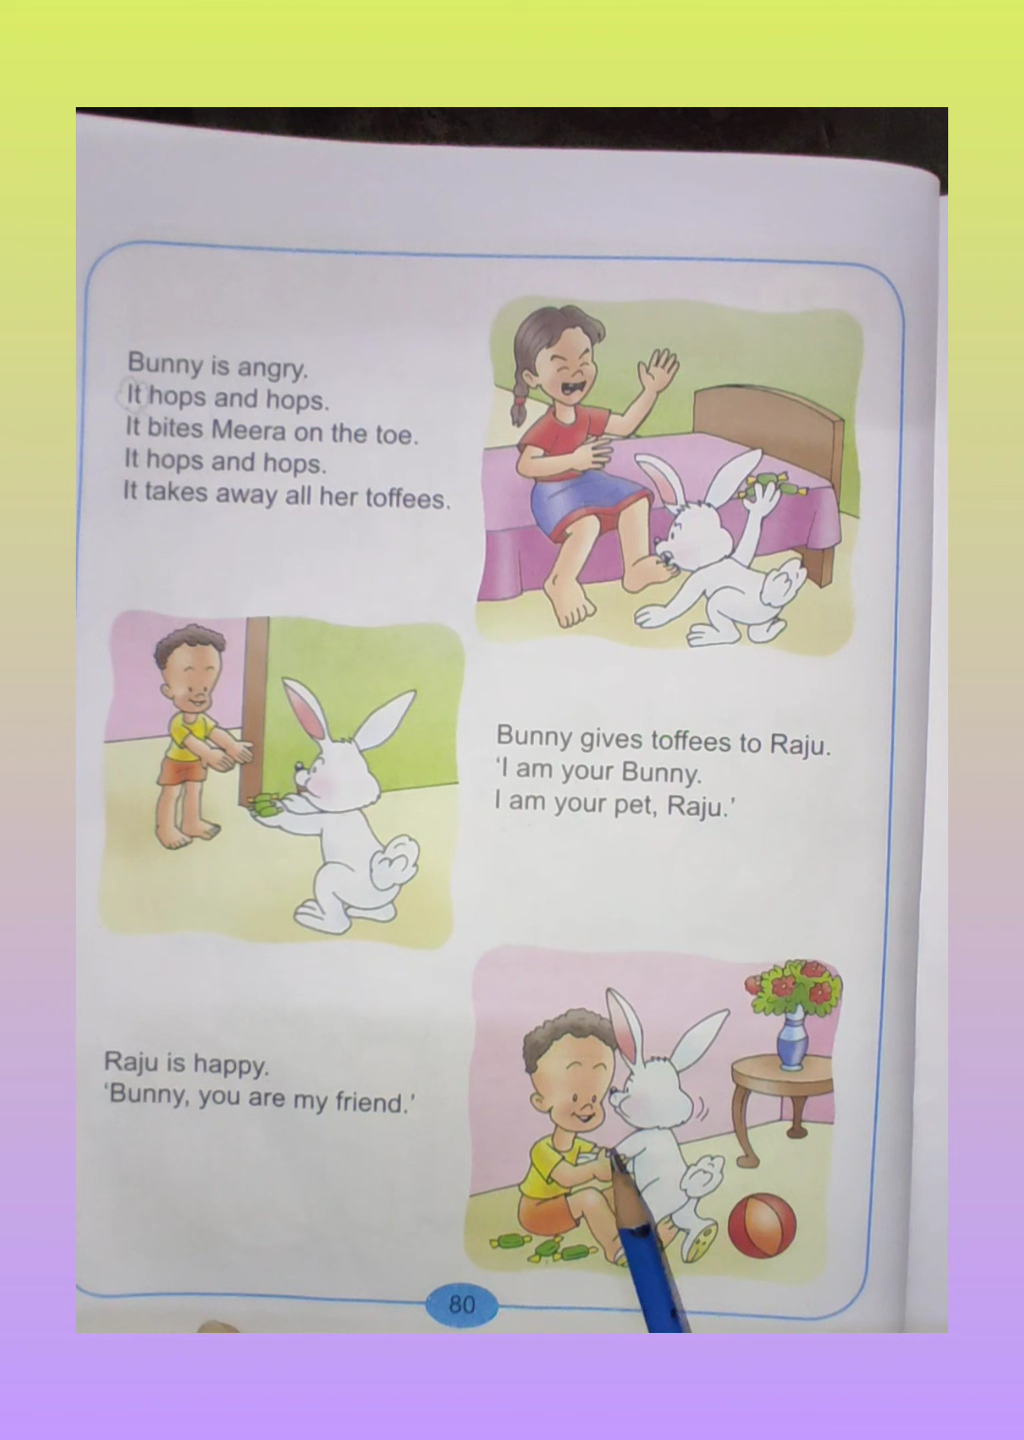 Bunny is angry.
It hops and hops.
It bites Meera on the toe.
It hops and hops.
It takes away all her toffees.
Bunny gives toffees to Raju.
‘I am your Bunny.
I am your pet, Raju.’
Raju is happy.
‘Bunny, you are my friend.’
80